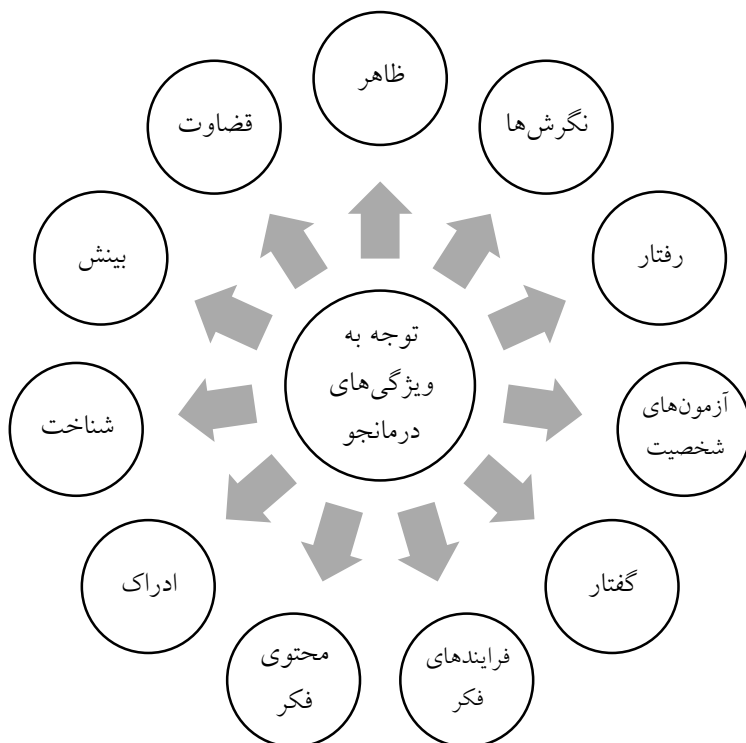 توجه به
ویژگی‌های
درمانجو
ظاهر
نگرش‌ها
رفتار
آزمون‌های
شخصیت
گفتار
فرایندهای
فکر
محتوی
فکر
ادراک
شناخت
بینش
قضاوت